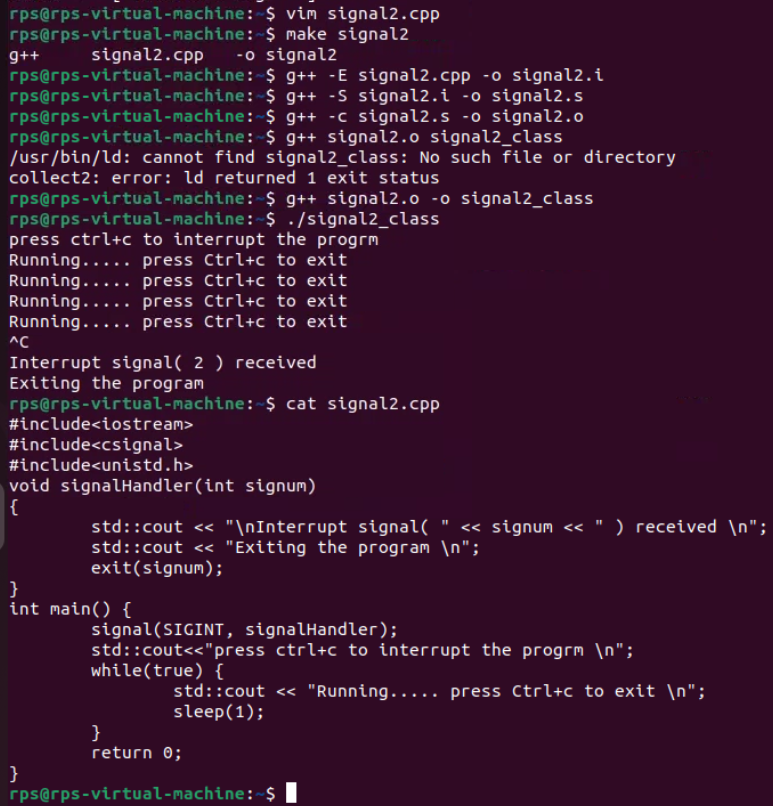 rps@rps-virtual-machine:~$ vim signal2.cpp
rps@rps-virtual-machine:~$ make signal2
g++     signal2.cpp   -o signal2
rps@rps-virtual-machine:~$ g++ -E signal2.cpp -o signal2.i
rps@rps-virtual-machine:~$ g++ -S signal2.i -o signal2.s
rps@rps-virtual-machine:~$ g++ -c signal2.s -o signal2.o
rps@rps-virtual-machine:~$ g++ signal2.o signal2_class
/usr/bin/ld: cannot find signal2_class: No such file or directory
collect2: error: ld returned 1 exit status
rps@rps-virtual-machine:~$ g++ signal2.o -o signal2_class
rps@rps-virtual-machine:~$ ./signal2_class
press ctrl+c to interrupt the progrm
Running..... press Ctrl+c to exit
Running..... press Ctrl+c to exit
Running..... press Ctrl+c to exit
Running..... press Ctrl+c to exit
^C
Interrupt signal( 2 ) received
Exiting the program
rps@rps-virtual-machine:~$ cat signal2.cpp
#include<iostream>
#include<csignal>
#include<unistd.h>
void signalHandler(int signum)
{
        std::cout << "\nInterrupt signal( " << signum << " ) received \n";
        std::cout << "Exiting the program \n";
        exit(signum);
}
int main() {
        signal(SIGINT, signalHandler);
        std::cout<<"press ctrl+c to interrupt the progrm \n";
        while(true) {
                std::cout << "Running..... press Ctrl+c to exit \n";
                sleep(1);
        }
        return 0;
}
rps@rps-virtual-machine:~$